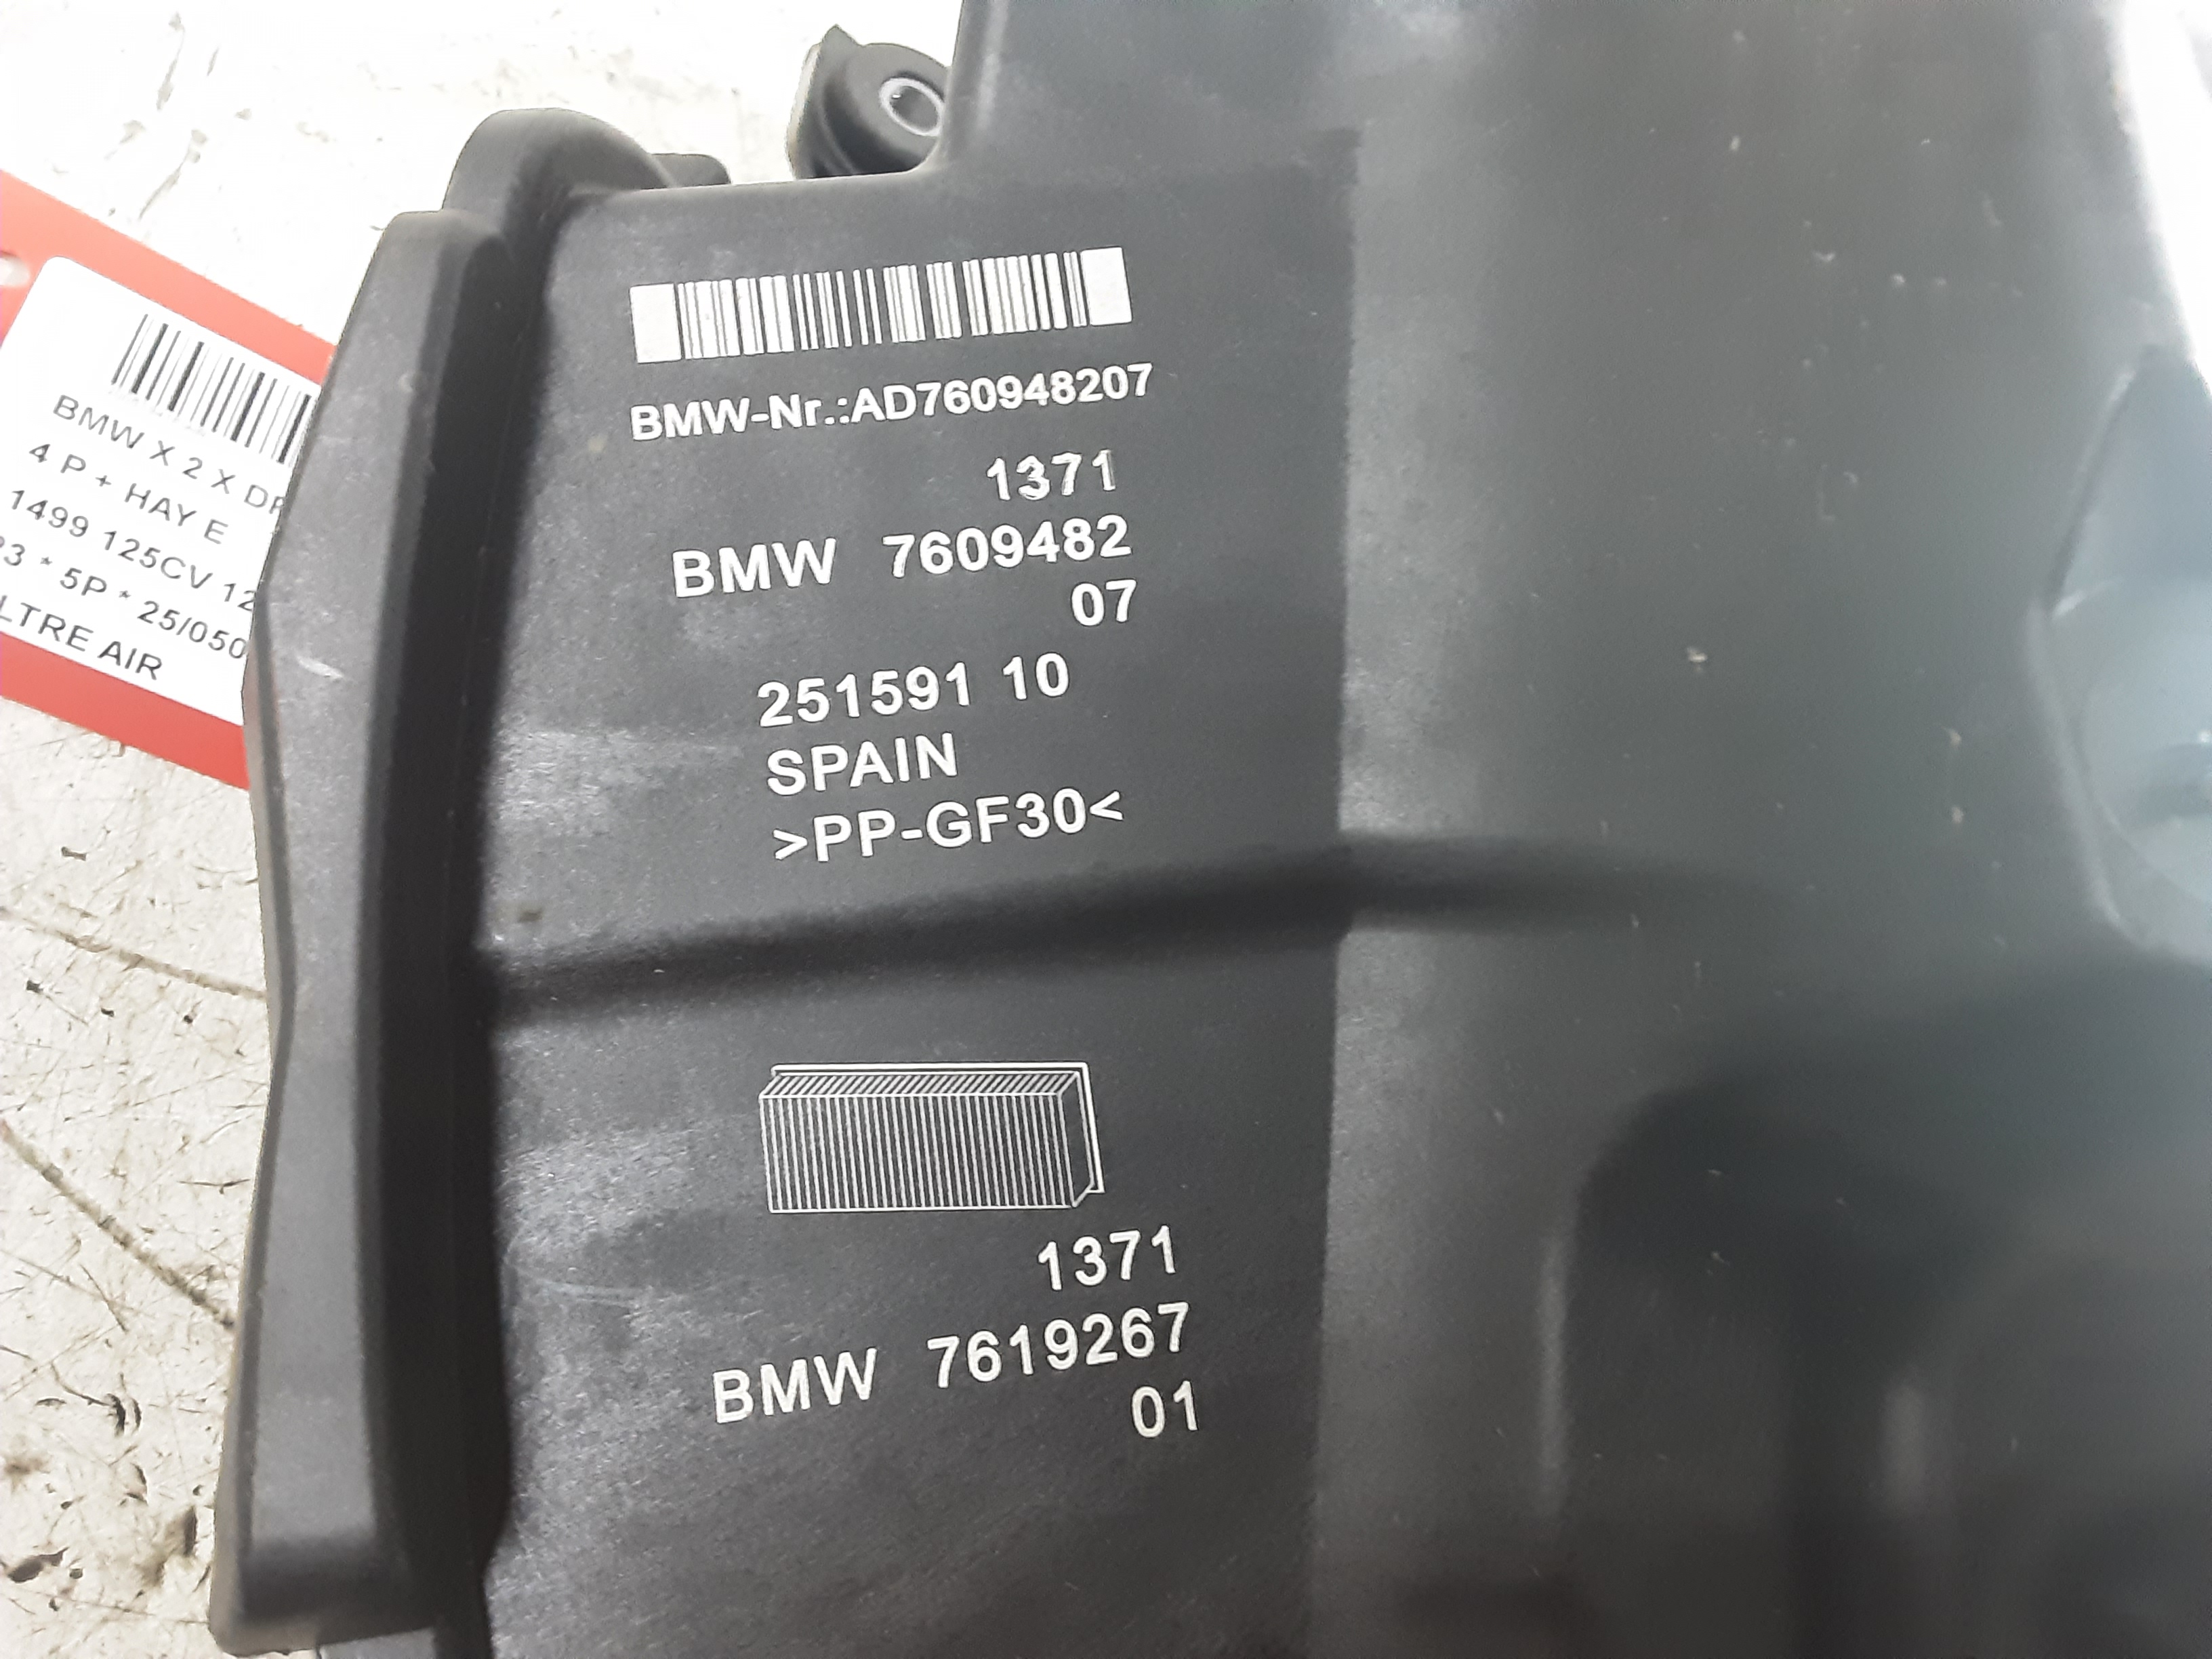 BMW-Nr.:AD760948207
1371
BMW 7609482
07
251591 10
SPAIN
>PP-GF30<
1371
BMW 7619267
01
BMW X 2 X
4 P + HAY E
1499 125CV 12
3 * 5P * 25/050
LTRE AIR